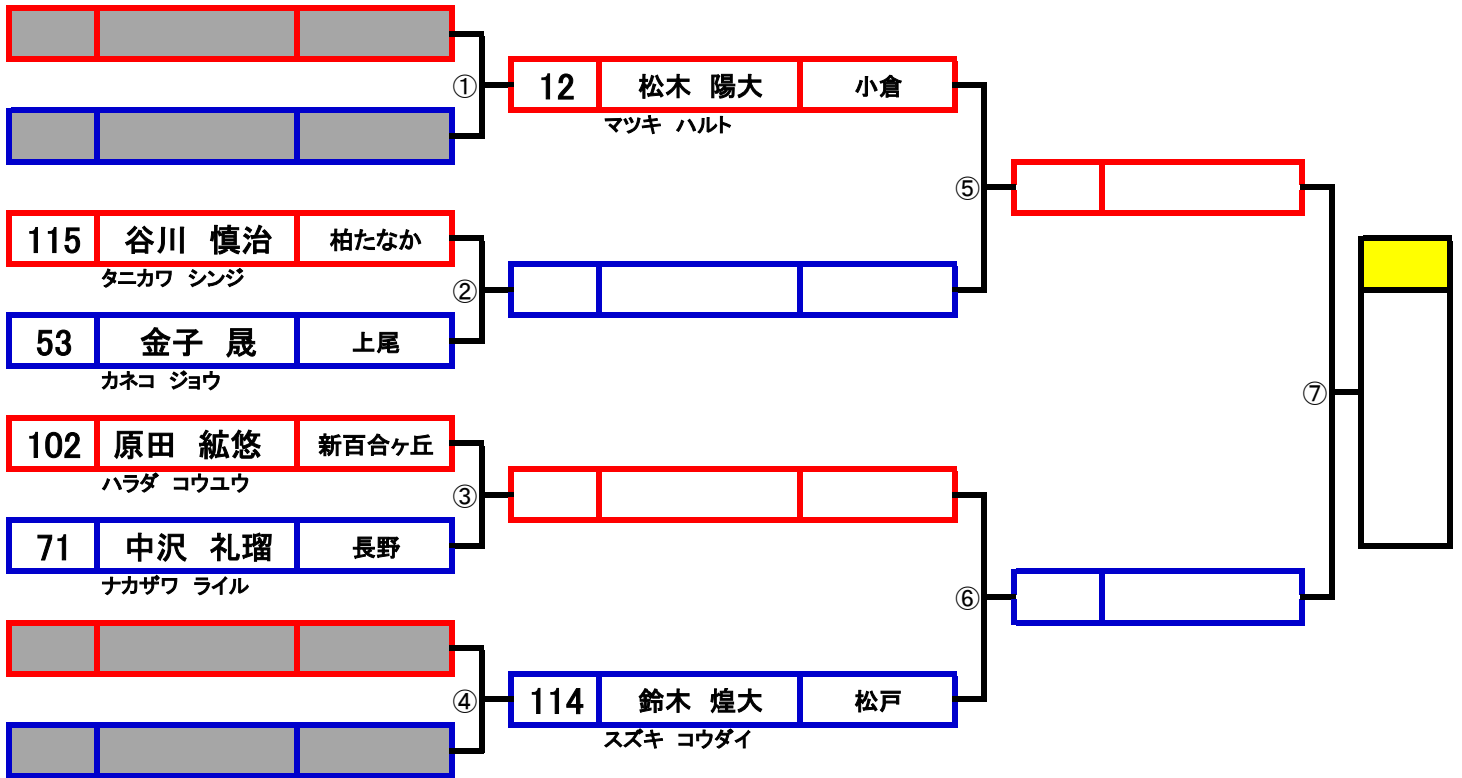 ①
12 松木 陽大 小倉
マツキ ハルト
⑤
115 谷川 慎治 柏たなか
タニカワ シンジ
②
53 金子 晟 上尾
カネコ ジョウ
⑦
102 原田 紘悠 新百合ヶ丘
ハラダ コウユウ
③
71 中沢 礼瑠 長野
ナカザワ ライル
⑥
④
114 鈴木 煌大 松戸
スズキ コウダイ